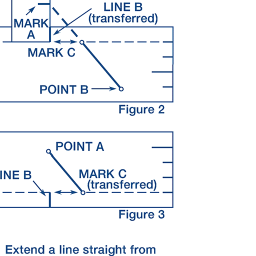 LINE B
(transferred)
MARK
A
MARK C
POINT B
Figure 2
POINT A
INE B
MARK C
(transferred)
Figure 3
Extend a line straight from